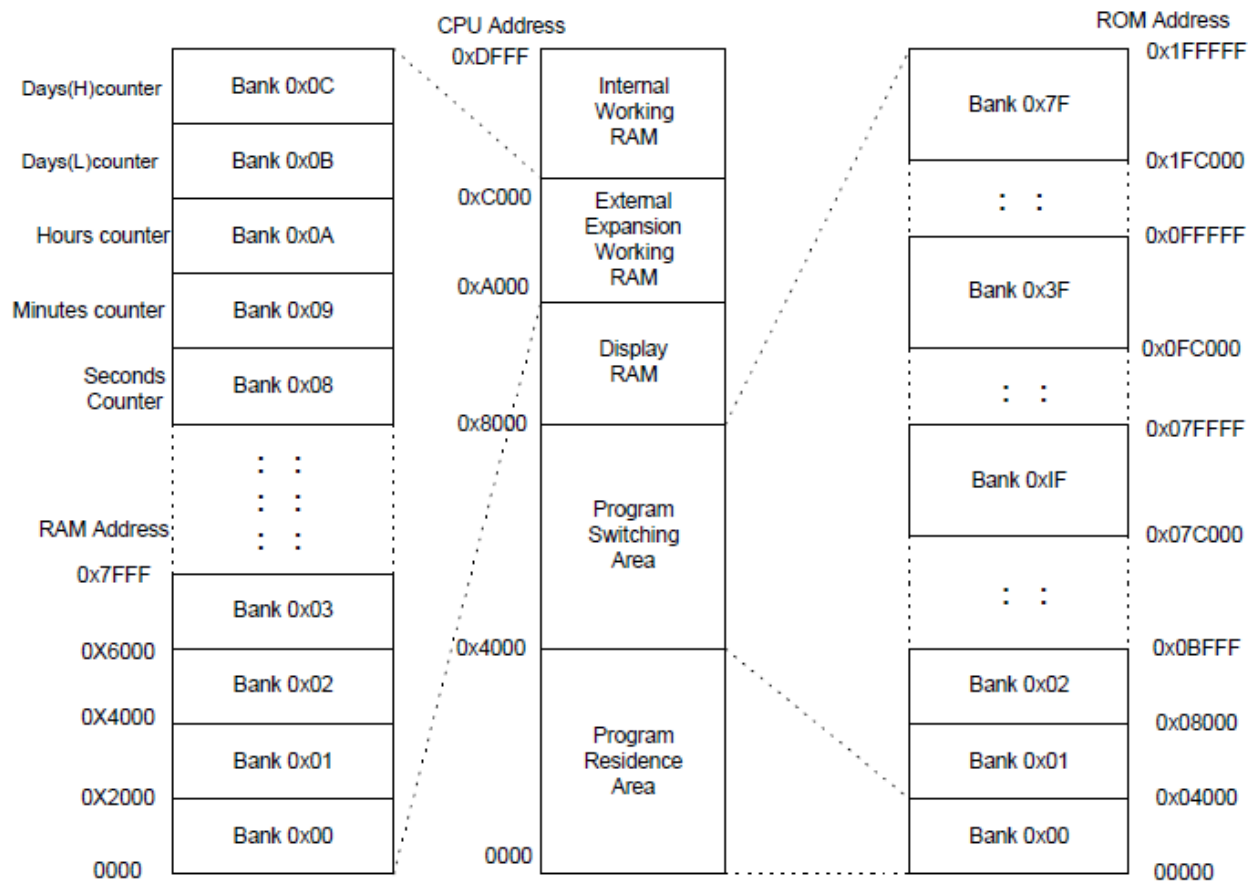 CPU Address
ROM Address
0xDFFF
0x1FFFFF
Days(H)counter
Bank 0x0C
Internal
Working
RAM
Bank 0x7F
Days(L)counter
Bank 0x0B
0x1FC000
0xC000
External
Expansion
Working
RAM
: :
Hours counter
Bank 0x0A
0x0FFFFF
0xA000
Minutes counter
Bank 0x09
Bank 0x3F
Display
RAM
0x0FC000
Seconds
Counter
Bank 0x08
: :
0x8000
0x07FFFF
: :
: :
: :
Bank 0xIF
RAM Address
Program
Switching
Area
0x07C000
0x7FFF
Bank 0x03
: :
0X6000
0x4000
0x0BFFF
Bank 0x02
Bank 0x02
0X4000
0x08000
Bank 0x01
Program
Residence
Area
Bank 0x01
0X2000
0x04000
Bank 0x00
Bank 0x00
0000
0000
00000